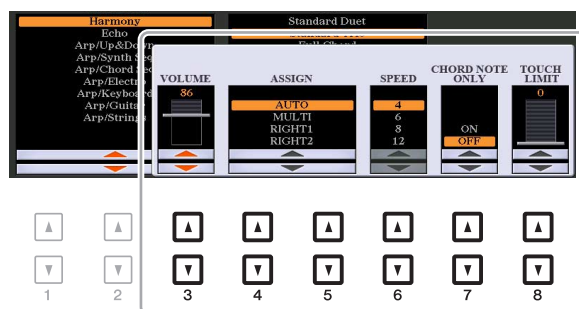 Harmony
Standard Duet
Echo
Arp/Up&Down
Arp/Synth Seq
Arp/Chord Seq
Arp/Electro
Arp/Keyboard
Arp/Guitar
Arp/Strings
VOLUME
ASSIGN
SPEED
CHORD NOTE
ONLY
TOUCH
LIMIT
86
AUTO
MULTI
RIGHT1
RIGHT2
4
6
8
12
ON
OFF
0
1 2 3 4 5 6 7 8